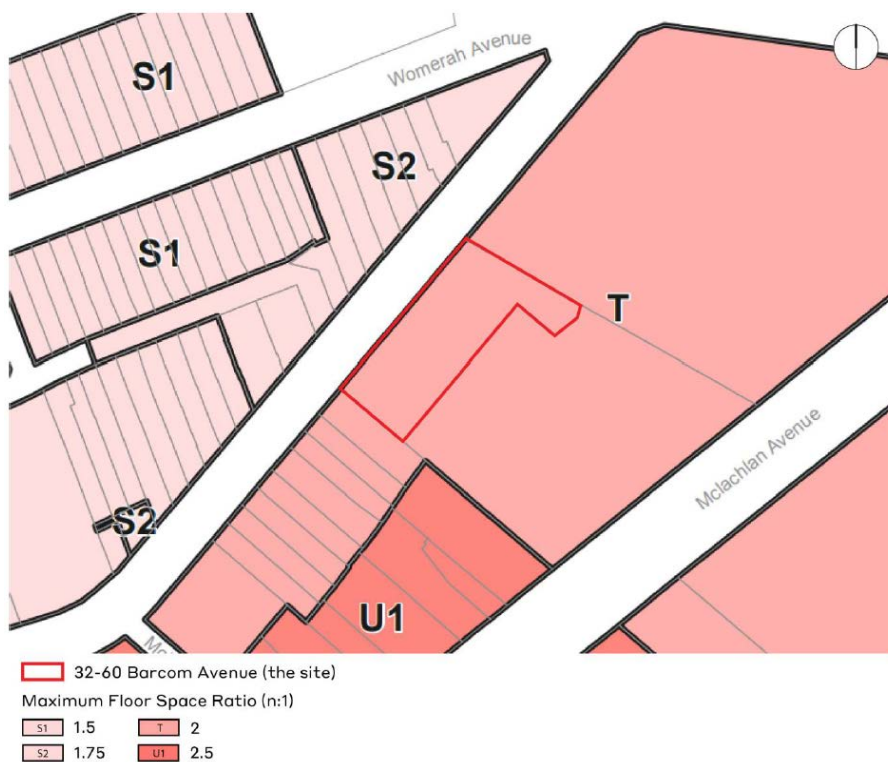 S1
Womerah Avenue
S2
S1
T
Mclachlan Avenue
S2
U1
32-60 Barcom Avenue (the site)
Maximum Floor Space Ratio (n:1)
S1 1.5 T 2
S2 1.75 U1 2.5